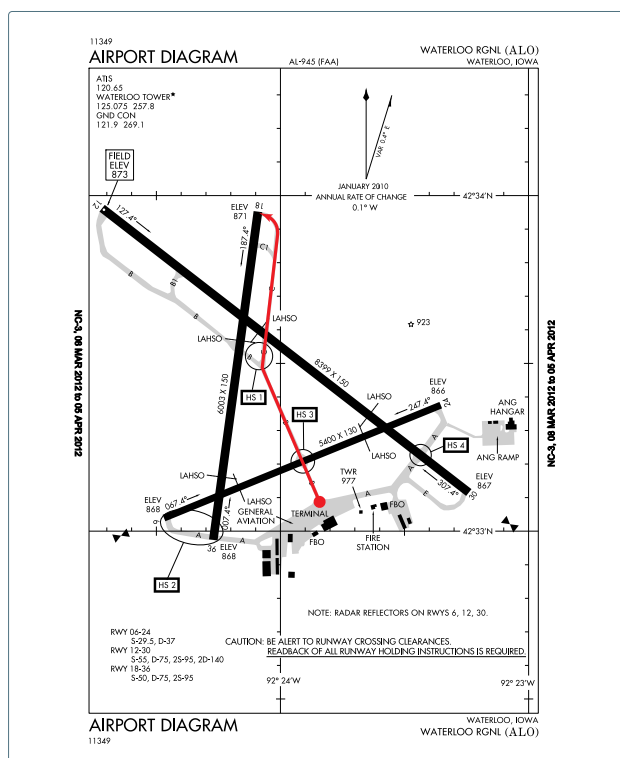 11349
AIRPORT DIAGRAM
AL-945 (FAA)
WATERLOO RGNL (ALO)
WATERLOO, IOWA
ATIS
120.65
WATERLOO TOWER*
125.075 257.8
GND CON
121.9 269.1
VAR 0.4° E
JANUARY 2010
ANNUAL RATE OF CHANGE
0.1° W
FIELD
ELEV
873
42°34'N
12
127.4°
ELEV
871
18
187.4°
C1
C
B
B1
B
LAHSO
LAHSO
923
B
C
HS 1
8399 X 150
6003 X 150
C
HS 3
LAHSO
247.4°
ELEV
866
24
ANG
HANGAR
5400 X 130
A
HS 4
ANG RAMP
LAHSO
A
LAHSO
TWR
977
307.4°
ELEV
867
30
E
C
A
067.4°
LAHSO
GENERAL
AVIATION
TERMINAL
FBO
ELEV
868
6
007.4°
42°33'N
A
A
36
ELEV
868
FBO
FIRE
STATION
HS 2
NC-3, 08 MAR 2012 to 05 APR 2012
NC-3, 08 MAR 2012 to 05 APR 2012
NOTE: RADAR REFLECTORS ON RWYS 6, 12, 30.
RWY 06-24
S-29.5, D-37
RWY 12-30
S-55, D-75, 2S-95, 2D-140
RWY 18-36
S-50, D-75, 2S-95
CAUTION: BE ALERT TO RUNWAY CROSSING CLEARANCES.
READBACK OF ALL RUNWAY HOLDING INSTRUCTIONS IS REQUIRED.
92° 24'W
92° 23'W
AIRPORT DIAGRAM
11349
WATERLOO, IOWA
WATERLOO RGNL (ALO)